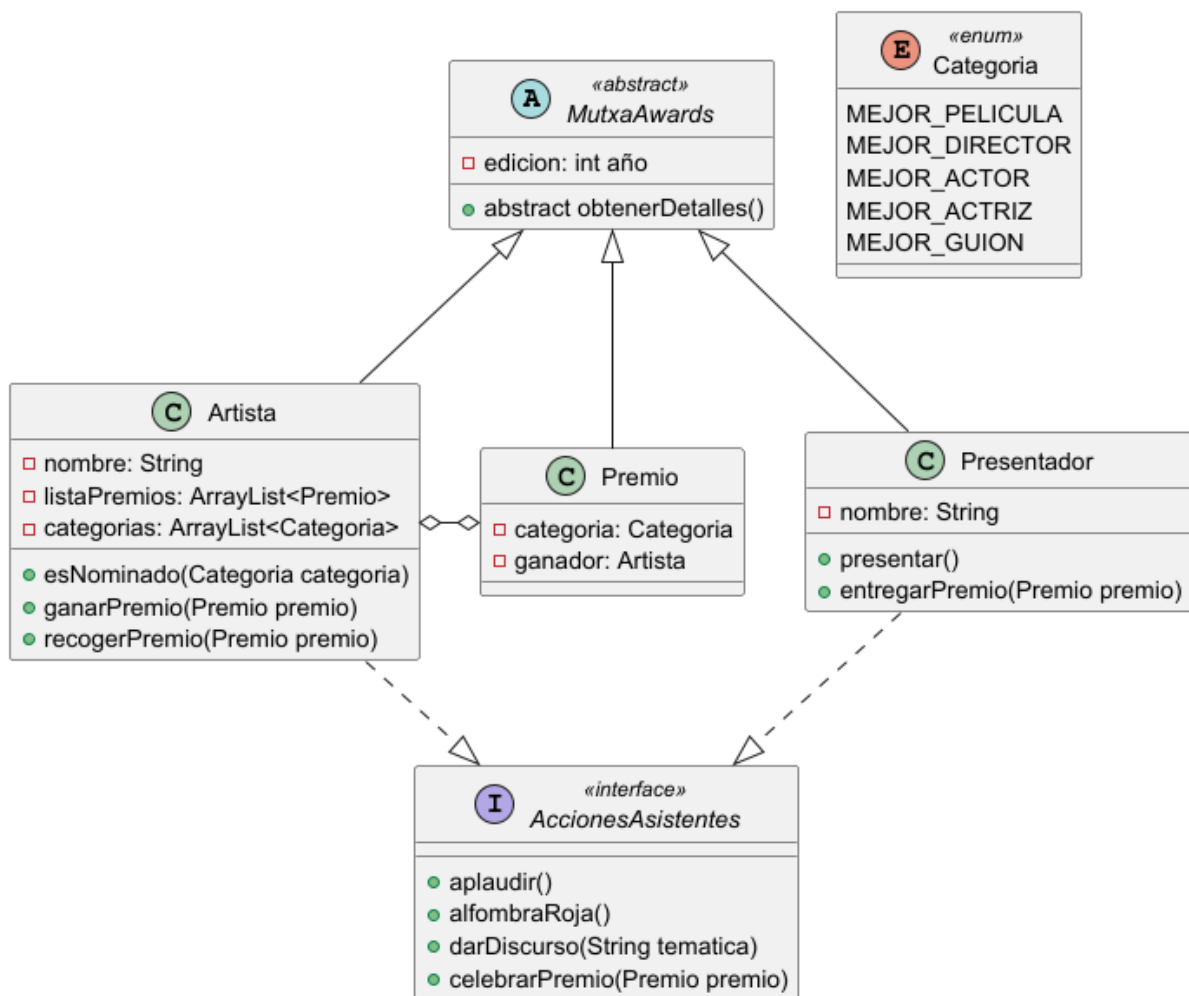 «enum»
E
Categoria
MEJOR_PELICULA
MEJOR_DIRECTOR
MEJOR_ACTOR
MEJOR_ACTRIZ
MEJOR_GUION
«abstract»
A
MutxaAwards
edicion: int año
abstract obtenerDetalles()
C Artista
nombre: String
listaPremios: ArrayList<Premio>
categorias: ArrayList<Categoria>
esNominado(Categoria categoria)
ganarPremio(Premio premio)
recogerPremio(Premio premio)
C Premio
categoria: Categoria
ganador: Artista
C Presentador
nombre: String
presentar()
entregarPremio(Premio premio)
«interface»
I
AccionesAsistentes
aplaudir()
alfombraRoja()
darDiscurso(String tematica)
celebrarPremio(Premio premio)